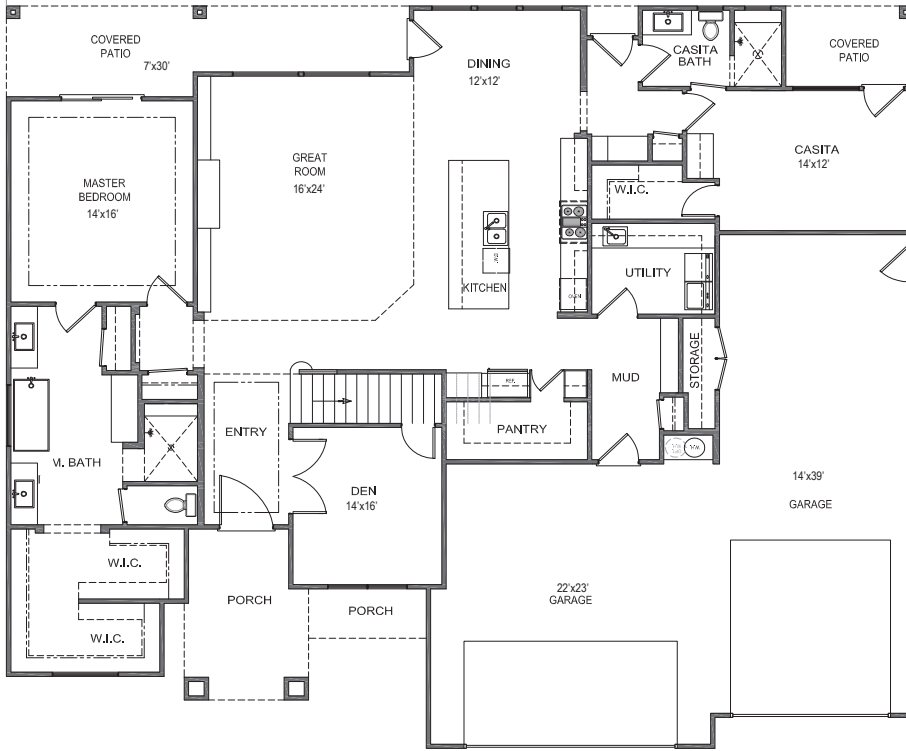 COVERED
PATIO
7'x30'
DINING
12'x12'
CASITA
BATH
COVERED
PATIO
GREAT
ROOM
16'x24'
CASITA
14'x12'
MASTER
BEDROOM
14'x16'
W.I.C.
UTILITY
KITCHEN
OVEN
STORAGE
MUD
REF.
ENTRY
PANTRY
M. BATH
DEN
14'x16'
14'x39'
GARAGE
W.I.C.
22'x23'
GARAGE
PORCH
PORCH
W.I.C.